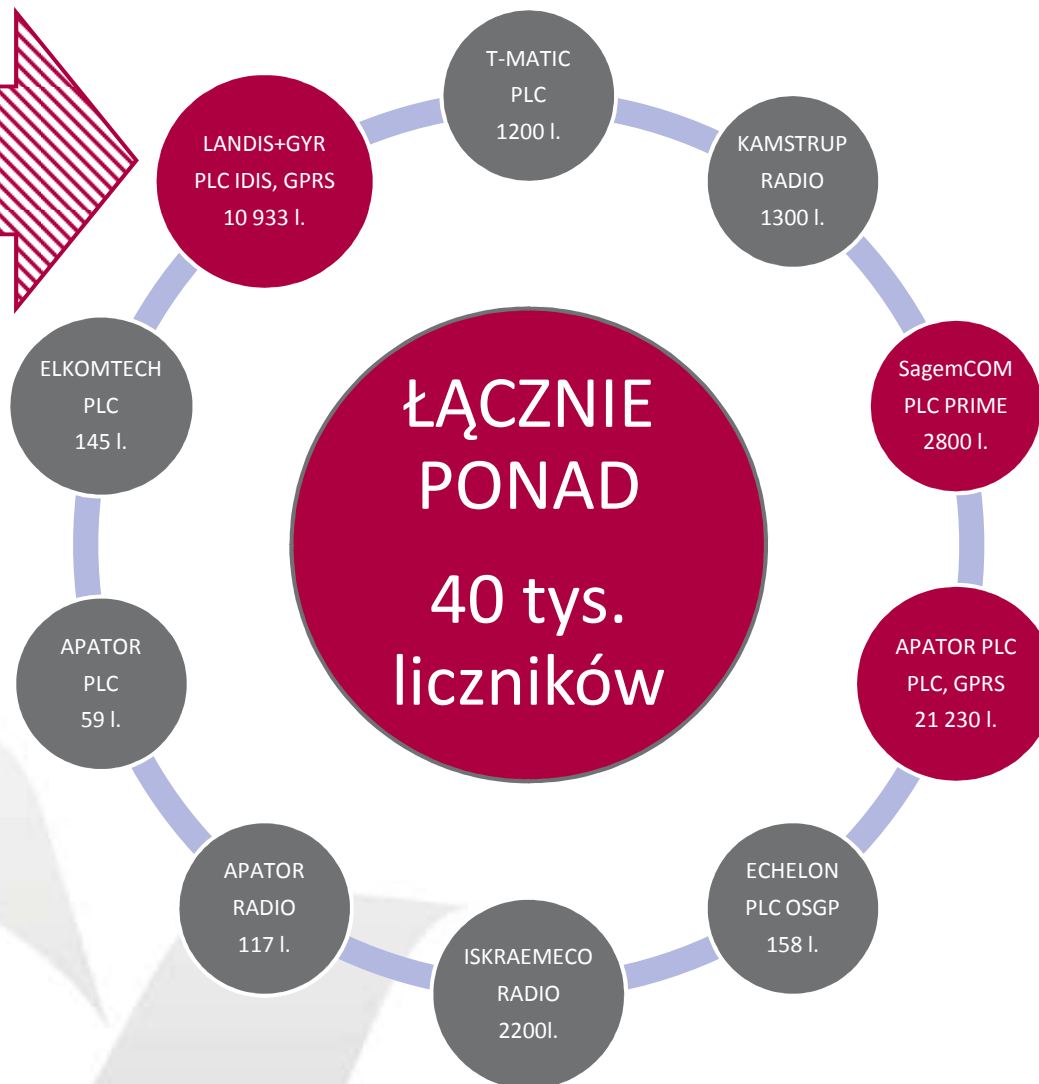 T-MATIC
PLC
1200 l.
LANDIS+GYR
PLC IDIS, GPRS
10 933 l.
KAMSTRUP
RADIO
1300 l.
ELKOMTECH
PLC
145 l.
ŁĄCZNIE
PONAD
40 tys.
liczników
SagemCOM
PLC PRIME
2800 l.
APATOR
PLC
59 l.
APATOR PLC
PLC, GPRS
21 230 l.
APATOR
RADIO
117 l.
ECHELON
PLC OSGP
158 l.
ISKRAEMECO
RADIO
2200l.